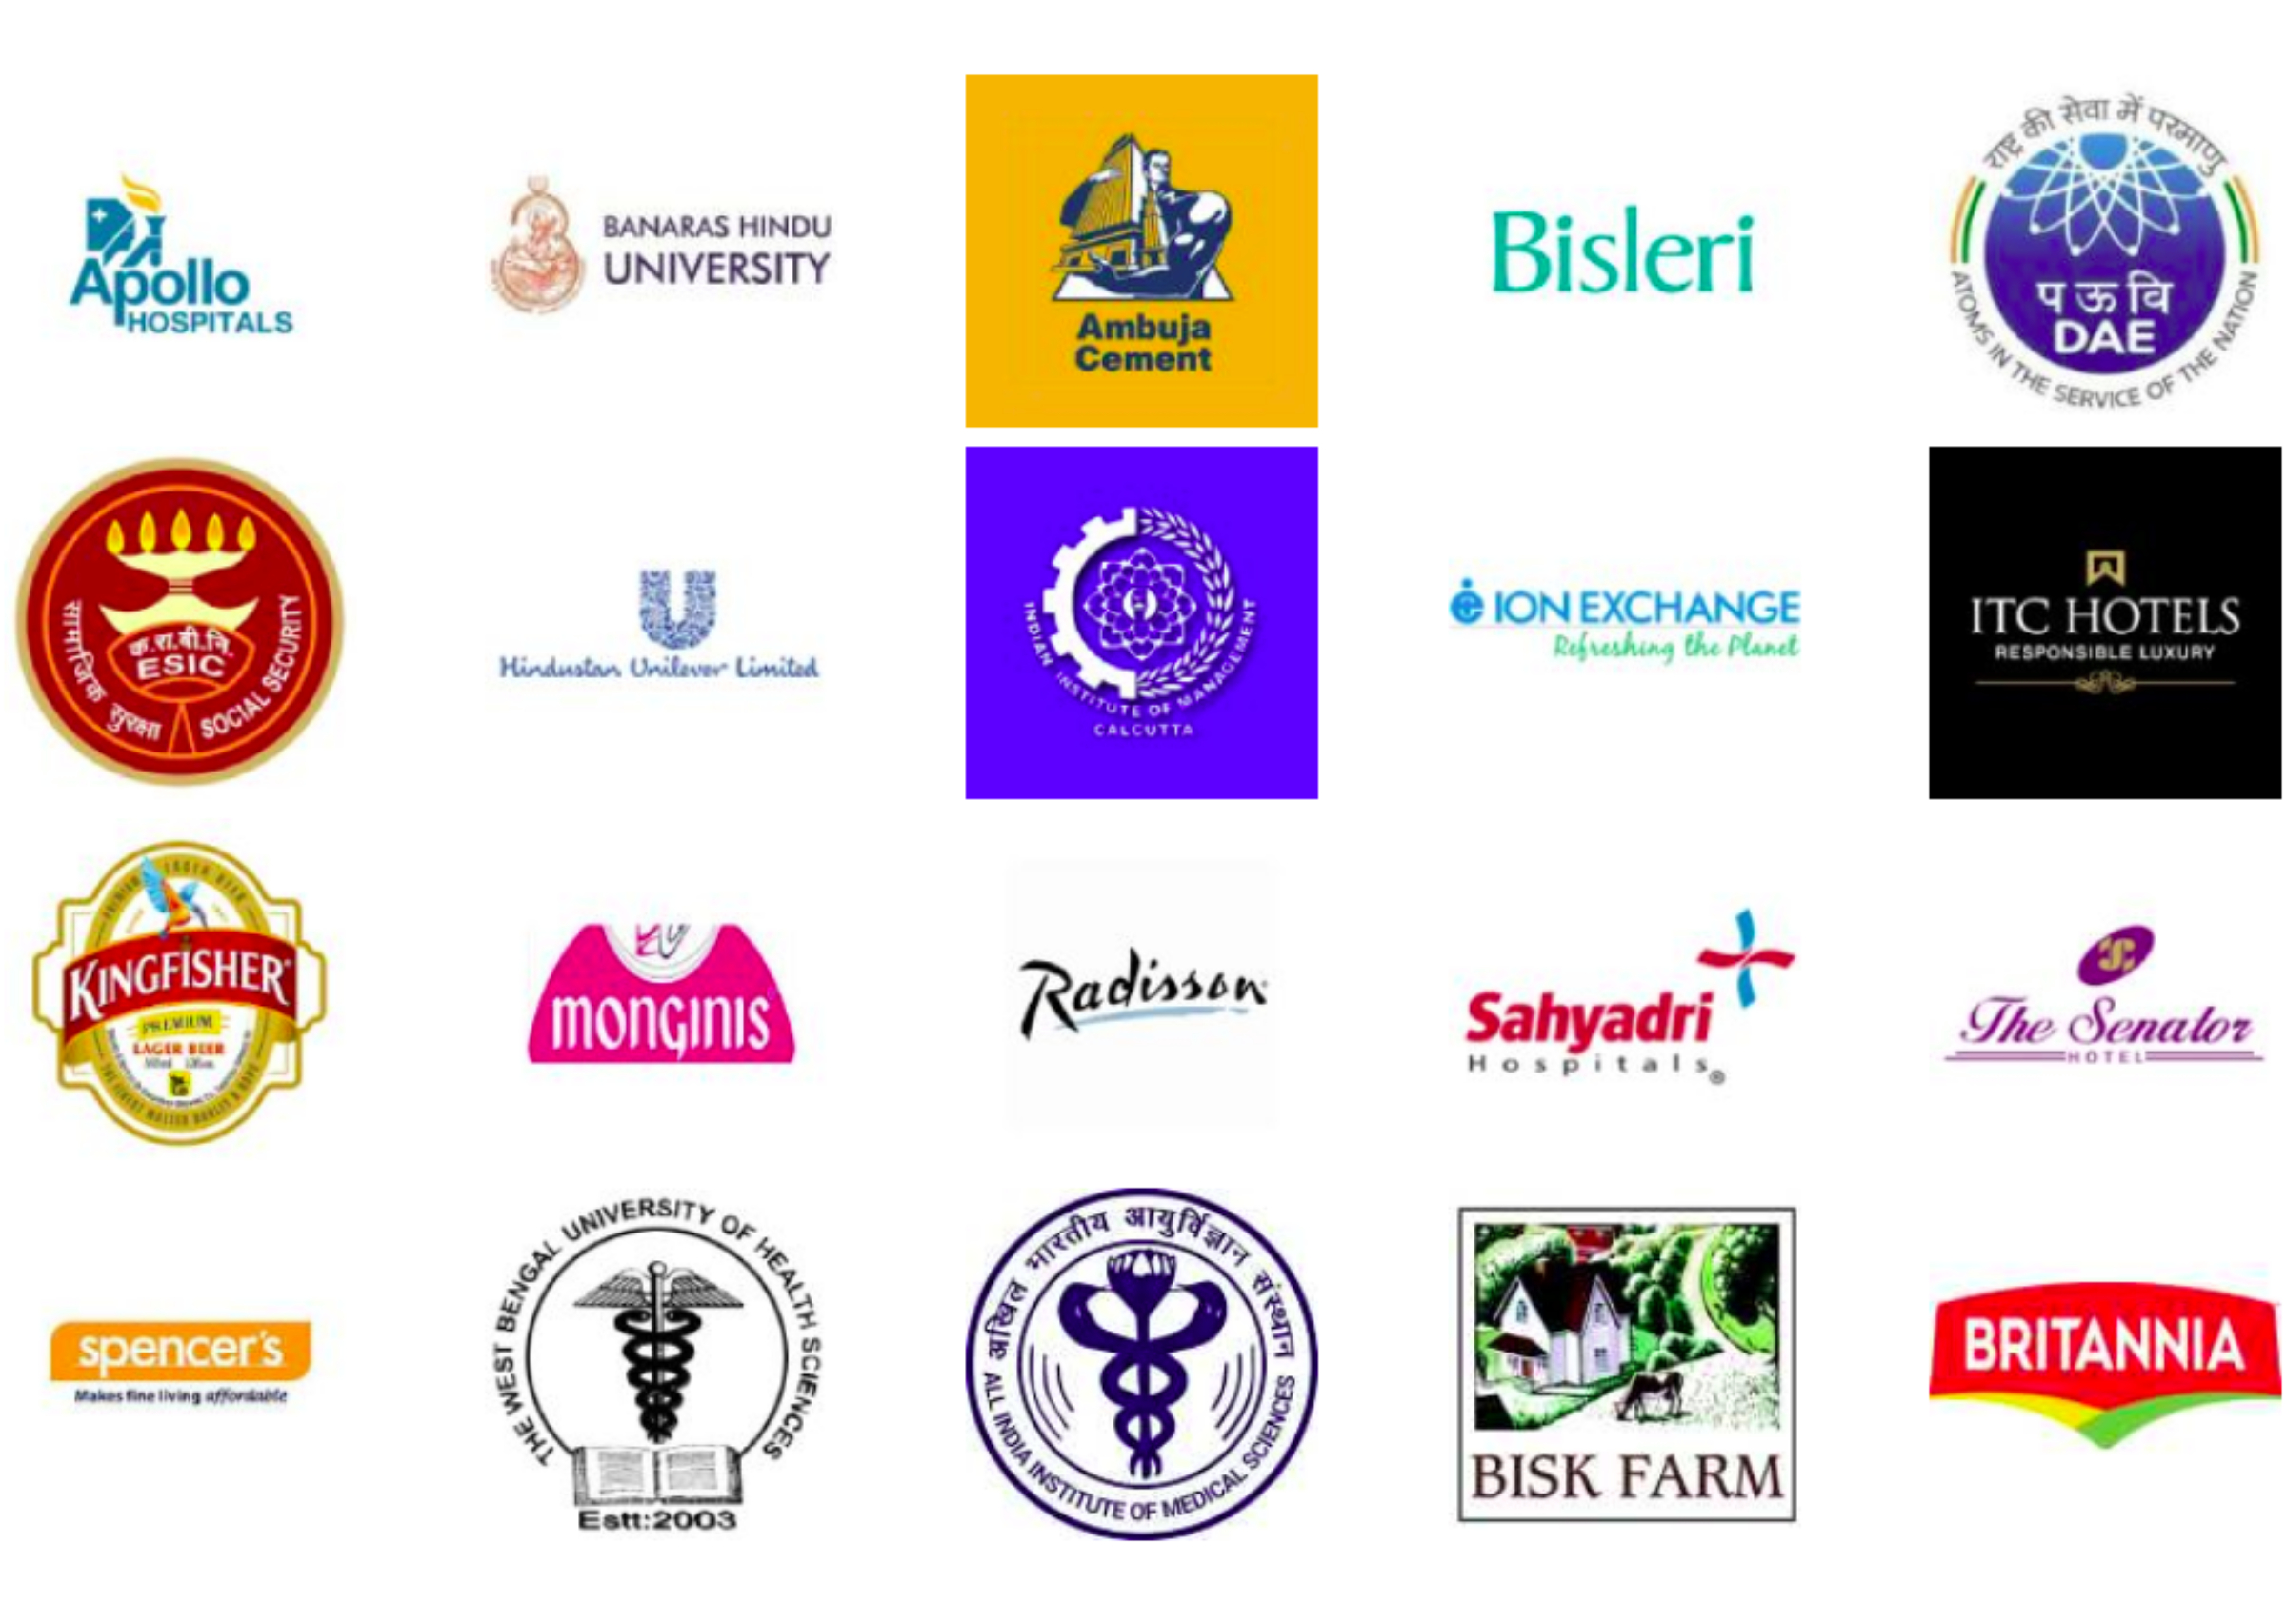 Apollo
HOSPITALS
BANARAS HINDU
UNIVERSITY
Ambuja
Cement
Bisleri
राष्ट्र की सेवा में परमाणु
प ऊ वि
DAE
ATOMS IN THE SERVICE OF THE NATION
क.रा.बी.नि.
ESIC
सामाजिक सुरक्षा
SOCIAL SECURITY
Hindustan Unilever Limited
INDIAN INSTITUTE OF MANAGEMENT
CALCUTTA
ION EXCHANGE
Refreshing the Planet
ITC HOTELS
RESPONSIBLE LUXURY
LAGER BEER
KINGFISHER
PREMIUM
LAGER BEER
monginis
Radisson
Sahyadri
Hospitals
The Senator
HOTEL
spencer's
Makes fine living affordable
THE WEST BENGAL UNIVERSITY OF HEALTH SCIENCES
Estt:2003
अखिल भारतीय आयुर्विज्ञान संस्थान
ALL INDIA INSTITUTE OF MEDICAL SCIENCES
BISK FARM
BRITANNIA